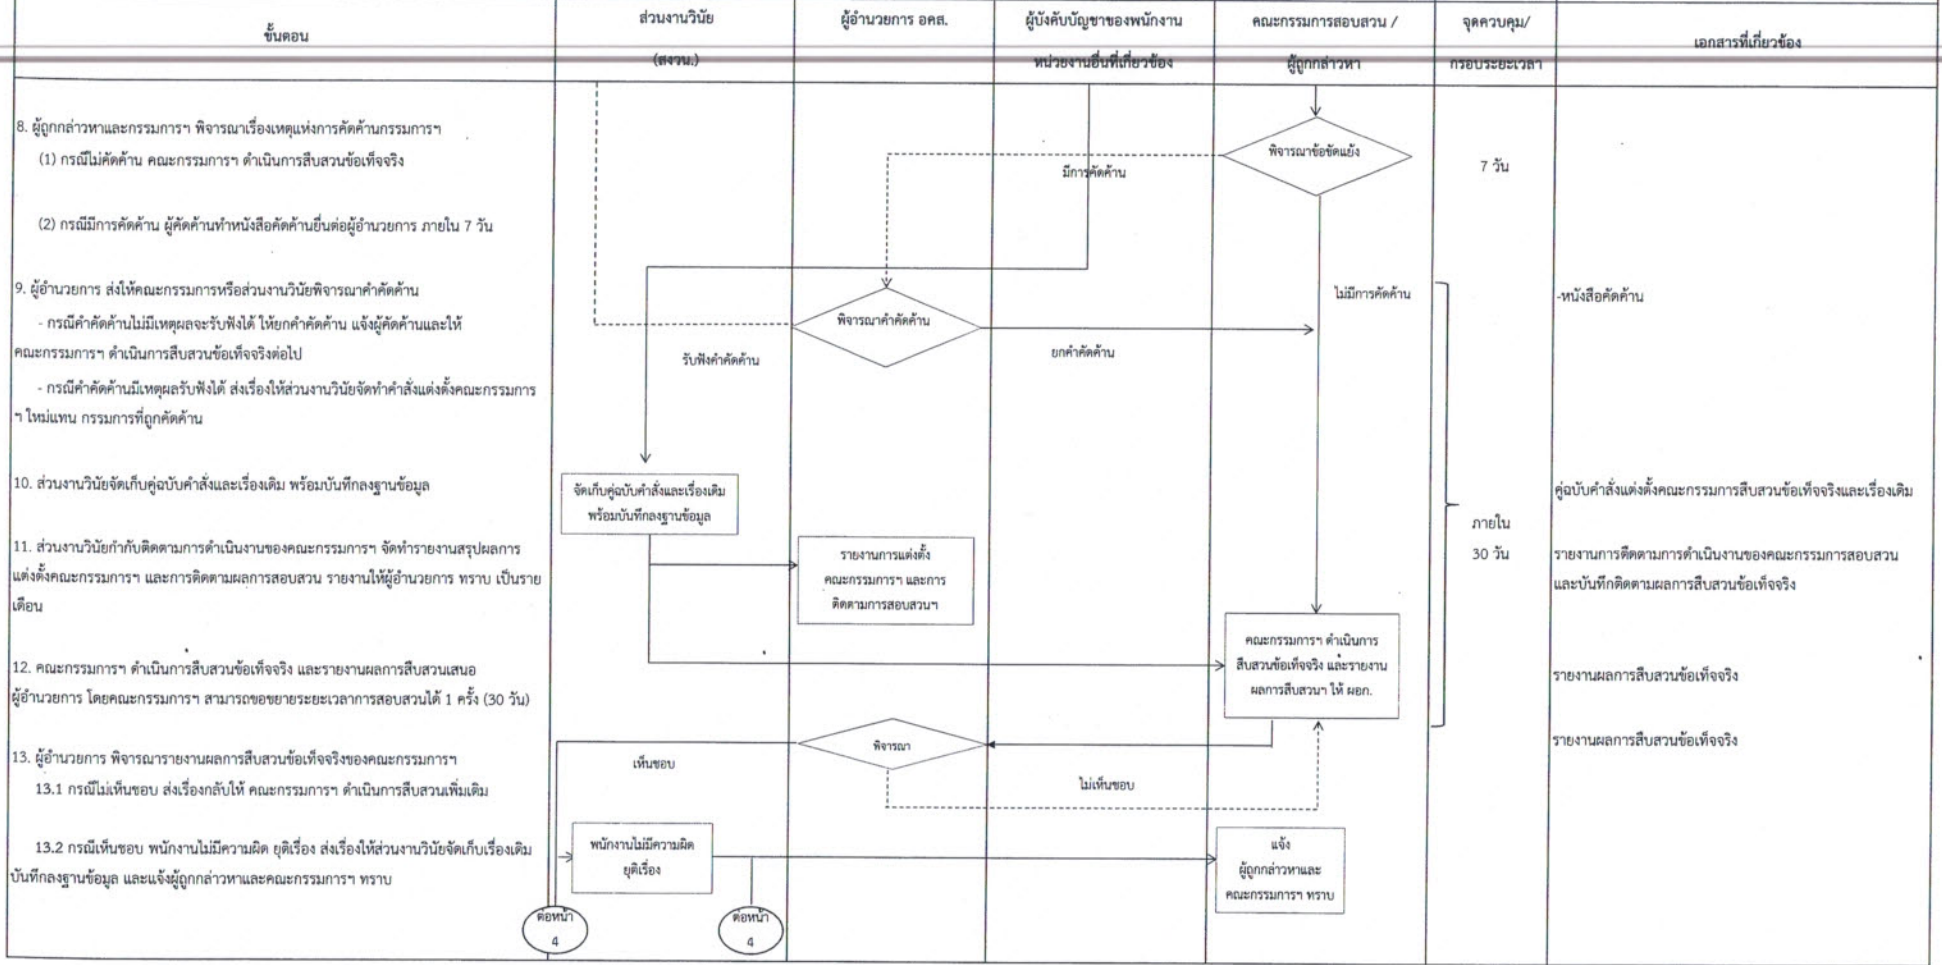 ขั้นตอน
ส่วนงานวินัย
(สงวน.)
ผู้อำนวยการ อคส.
ผู้บังคับบัญชาของพนักงาน
หน่วยงานอื่นที่เกี่ยวข้อง
คณะกรรมการสอบสวน /
ผู้ถูกกล่าวหา
จุดควบคุม/
กรอบระยะเวลา
เอกสารที่เกี่ยวข้อง
8. ผู้ถูกกล่าวหาและกรรมการฯ พิจารณาเรื่องเหตุแห่งการคัดค้านกรรมการฯ
(1) กรณีไม่คัดค้าน คณะกรรมการฯ ดำเนินการสืบสวนข้อเท็จจริง
(2) กรณีมีการคัดค้าน ผู้คัดค้านทำหนังสือคัดค้านยื่นต่อผู้อำนวยการ ภายใน 7 วัน
พิจารณาข้อขัดแย้ง
มีการคัดค้าน
7 วัน
9. ผู้อำนวยการ ส่งให้คณะกรรมการหรือส่วนงานวินัยพิจารณาคำคัดค้าน
- กรณีคำคัดค้านไม่มีเหตุผลจะรับฟังได้ ให้ยกคำคัดค้าน แจ้งผู้คัดค้านและให้
คณะกรรมการฯ ดำเนินการสืบสวนข้อเท็จจริงต่อไป
- กรณีคำคัดค้านมีเหตุผลรับฟังได้ ส่งเรื่องให้ส่วนงานวินัยจัดทำคำสั่งแต่งตั้งคณะกรรมการ
ฯ ใหม่แทน กรรมการที่ถูกคัดค้าน
พิจารณาคำคัดค้าน
รับฟังคำคัดค้าน
ยกคำคัดค้าน
ไม่มีการคัดค้าน
-หนังสือคัดค้าน
10. ส่วนงานวินัยจัดเก็บคู่ฉบับคำสั่งและเรื่องเดิม พร้อมบันทึกลงฐานข้อมูล
จัดเก็บคู่ฉบับคำสั่งและเรื่องเดิม
พร้อมบันทึกลงฐานข้อมูล
คู่ฉบับคำสั่งแต่งตั้งคณะกรรมการสืบสวนข้อเท็จจริงและเรื่องเดิม
11. ส่วนงานวินัยกำกับติดตามการดำเนินงานของคณะกรรมการฯ จัดทำรายงานสรุปผลการ
แต่งตั้งคณะกรรมการฯ และการติดตามผลการสอบสวน รายงานให้ผู้อำนวยการ ทราบ เป็นราย
เดือน
รายงานการแต่งตั้ง
คณะกรรมการฯ และการ
ติดตามการสอบสวนฯ
ภายใน
30 วัน
รายงานการติดตามการดำเนินงานของคณะกรรมการสอบสวน
และบันทึกติดตามผลการสืบสวนข้อเท็จจริง
12. คณะกรรมการฯ ดำเนินการสืบสวนข้อเท็จจริง และรายงานผลการสืบสวนเสนอ
ผู้อำนวยการ โดยคณะกรรมการฯ สามารถขอขยายระยะเวลาการสอบสวนได้ 1 ครั้ง (30 วัน)
คณะกรรมการฯ ดำเนินการ
สืบสวนข้อเท็จจริง และรายงาน
ผลการสืบสวนฯ ให้ ผอก.
รายงานผลการสืบสวนข้อเท็จจริง
13. ผู้อำนวยการ พิจารณารายงานผลการสืบสวนข้อเท็จจริงของคณะกรรมการฯ
13.1 กรณีไม่เห็นชอบ ส่งเรื่องกลับให้ คณะกรรมการฯ ดำเนินการสืบสวนเพิ่มเติม
13.2 กรณีเห็นชอบ พนักงานไม่มีความผิด ยุติเรื่อง ส่งเรื่องให้ส่วนงานวินัยจัดเก็บเรื่องเดิม
บันทึกลงฐานข้อมูล และแจ้งผู้ถูกกล่าวหาและคณะกรรมการฯ ทราบ
พิจารณา
เห็นชอบ
ไม่เห็นชอบ
รายงานผลการสืบสวนข้อเท็จจริง
พนักงานไม่มีความผิด
ยุติเรื่อง
แจ้ง
ผู้ถูกกล่าวหาและ
คณะกรรมการฯ ทราบ
ต่อหน้า
4
ต่อหน้า
4